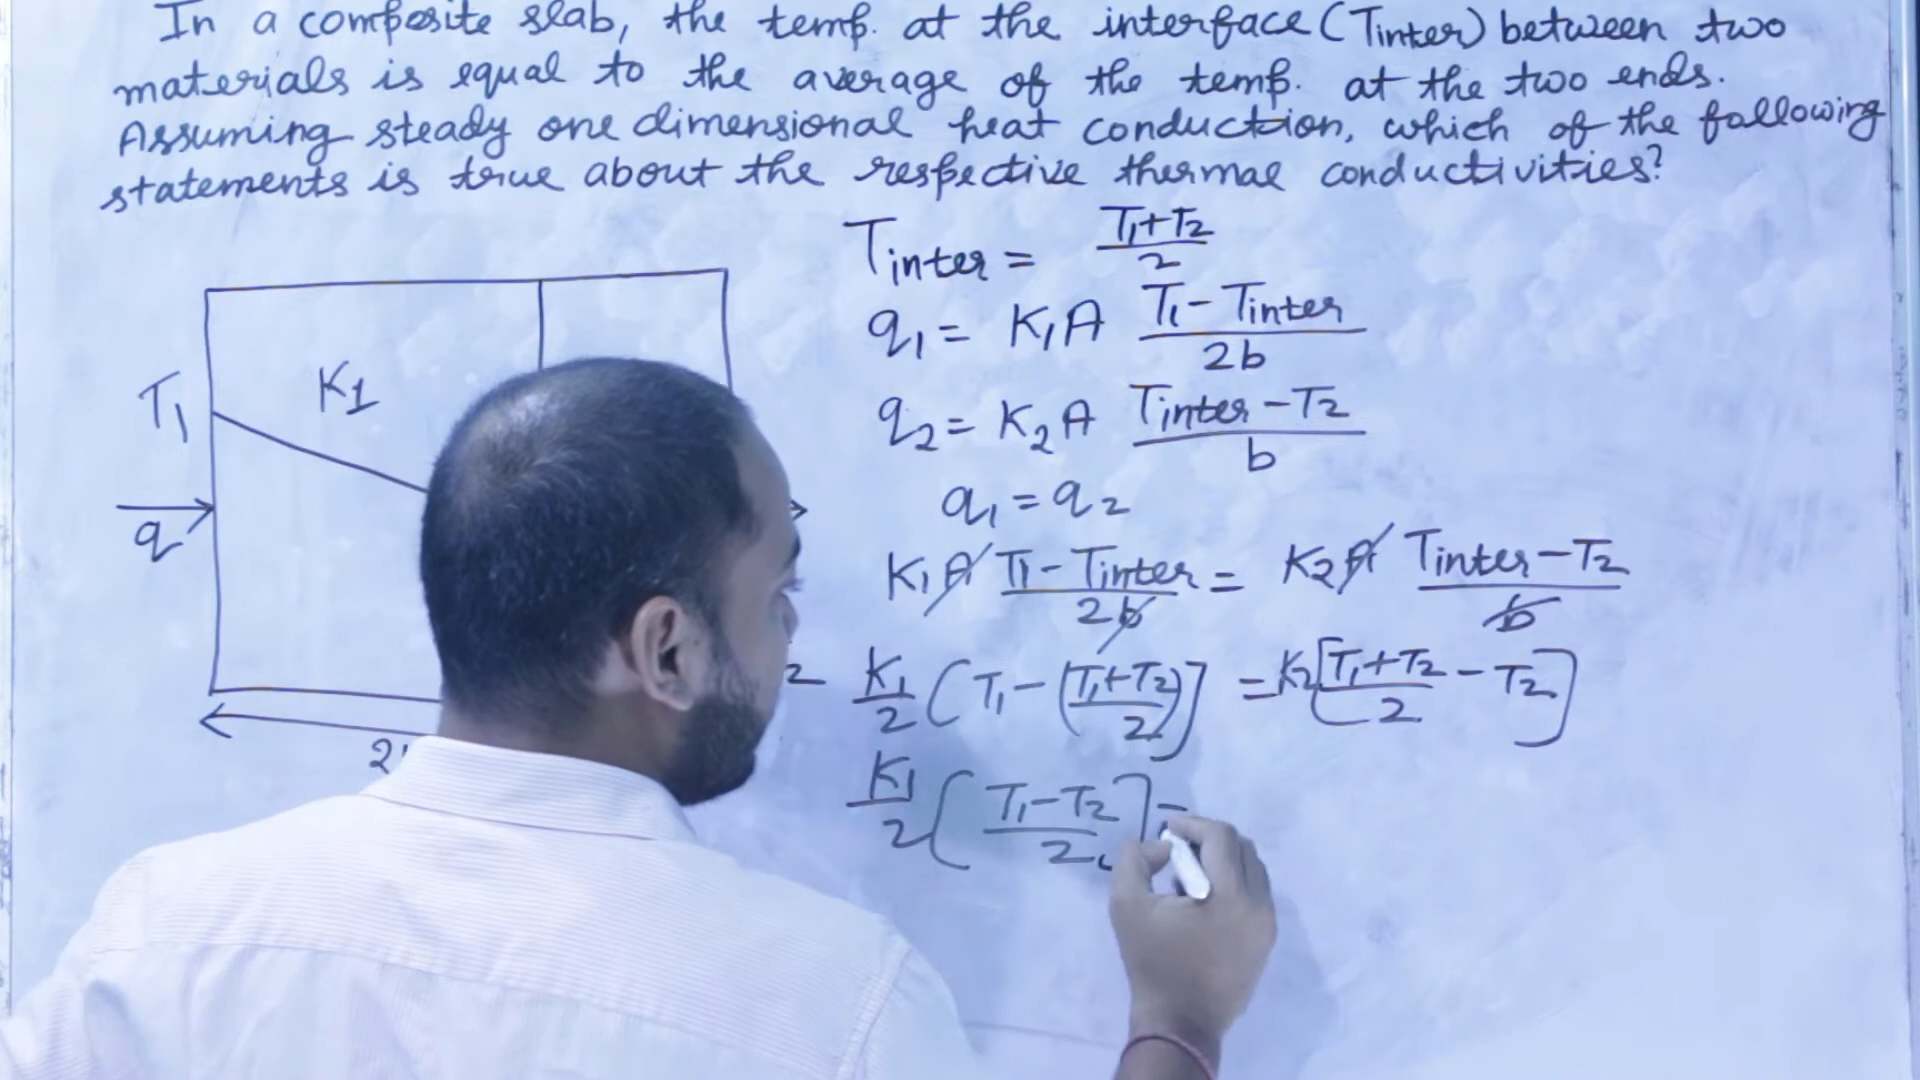 In a composite slab, the temp. at the interface (Tinter) between two
materials is equal to the average of the temp. at the two ends.
Assuming steady one dimensional heat conduction, which of the following
statements is true about the respective thermal conductivities?
Tinter = T1+T2/2
q1 = K1A T1-Tinter/2b
K1
T1
q2 = K2A Tinter-T2/b
q1 = q2
q
K1A T1-Tinter/2b = K2A Tinter-T2/b
K1/2 (T1-(T1+T2/2)] = K2[T1+T2/2 - T2]
K1/2 (T1-T2/2] =